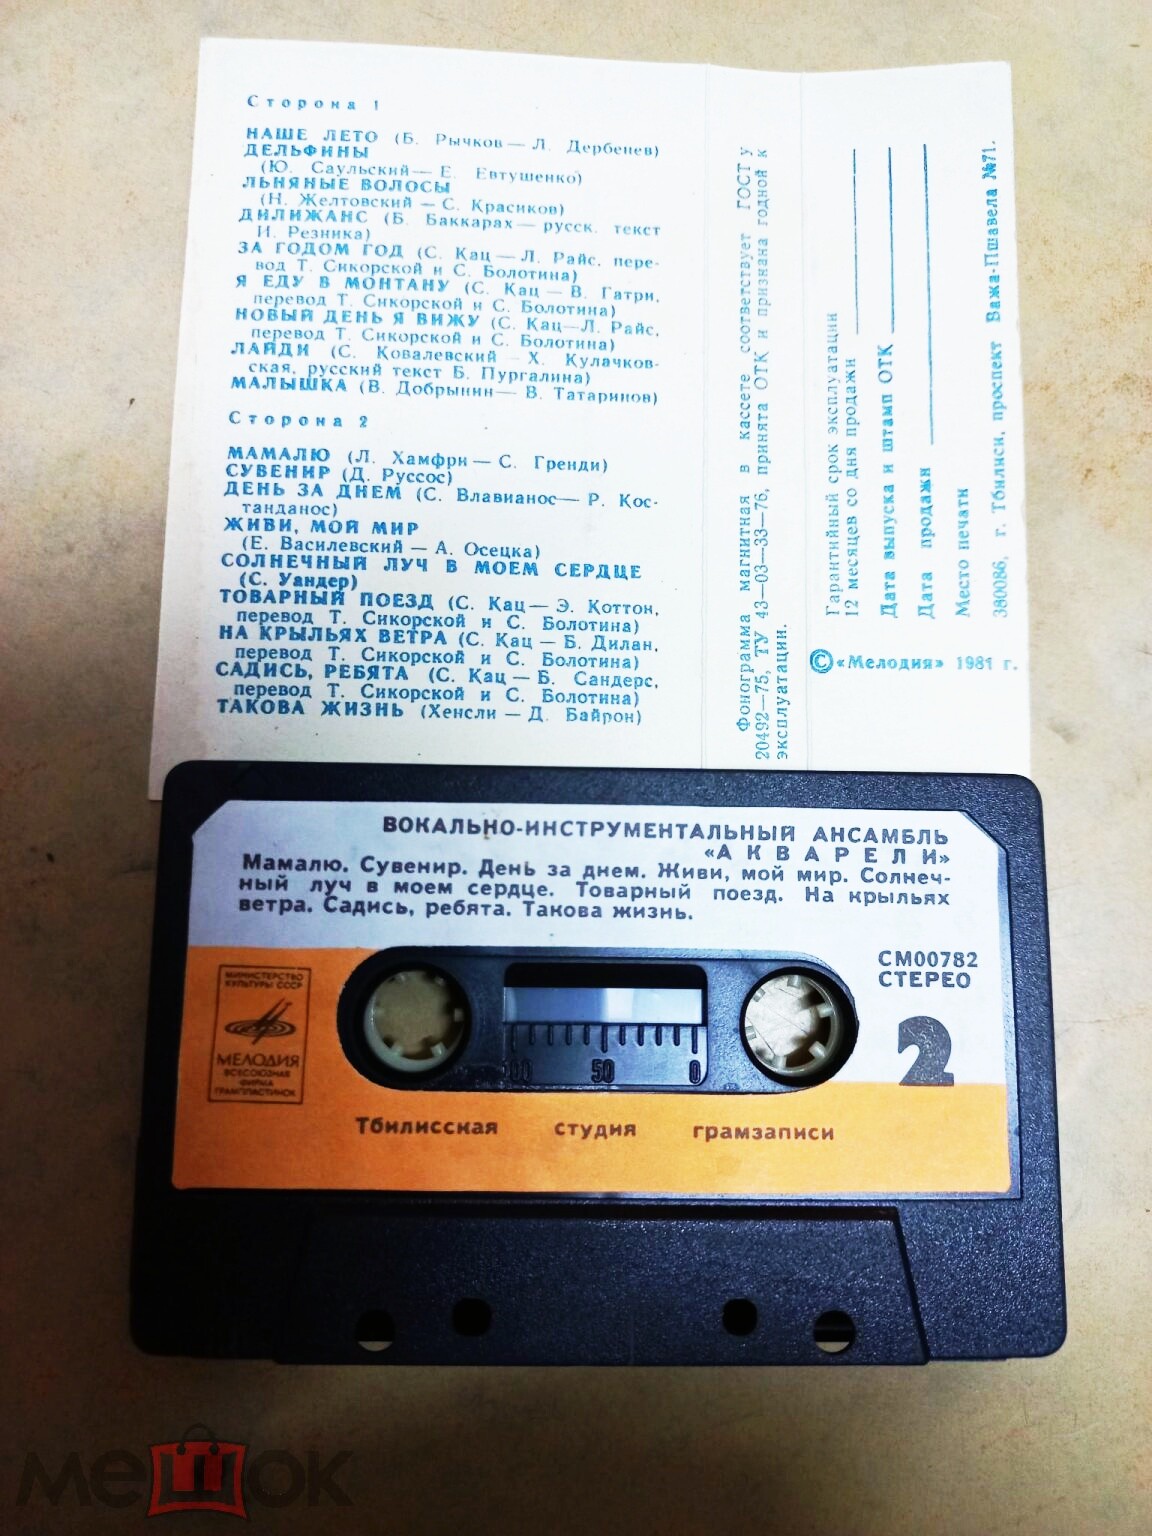 Сторона 1
НАШЕ ЛЕТО (Б. Рычков — Л. Дербенев)
ДЕЛЬФИНЫ
(Ю. Саульский — Е. Евтушенко)
ЛЬНЯНЫЕ ВОЛОСЫ
(Н. Желтовский — С. Красиков)
ДИЛИЖАНС (Б. Баккарах — русск. текст
И. Резника)
ЗА ГОДОМ ГОД (С. Кац — Л. Райс, пере-
вод Т. Сикорской и С. Болотина)
Я ЕДУ В МОНТАНУ (С. Кац — В. Гатри,
перевод Т. Сикорской и С. Болотина)
НОВЫЙ ДЕНЬ Я ВИЖУ (С. Кац — Л. Райс,
перевод Т. Сикорской и С. Болотина)
ЛАЙДИ (С. Ковалевский — Х. Кулачков-
ская, русский текст Б. Пургалина)
МАЛЫШКА (В. Добрынин — В. Татаринов)
Сторона 2
МАМАЛЮ (Л. Хамфри — С. Гренди)
СУВЕНИР (Д. Руссос)
ДЕНЬ ЗА ДНЕМ (С. Влавианос — Р. Кос-
танданос)
ЖИВИ, МОЙ МИР
(Е. Василевский — А. Осецка)
СОЛНЕЧНЫЙ ЛУЧ В МОЕМ СЕРДЦЕ
(С. Уандер)
ТОВАРНЫЙ ПОЕЗД (С. Кац — Э. Коттон,
перевод Т. Сикорской и С. Болотина)
НА КРЫЛЬЯХ ВЕТРА (С. Кац — Б. Дилан,
перевод Т. Сикорской и С. Болотина)
САДИСЬ, РЕБЯТА (С. Кац — Б. Сандерс,
перевод Т. Сикорской и С. Болотина)
ТАКОВА ЖИЗНЬ (Хенсли — Д. Байрон)
Фонограмма магнитная в кассете соответствует ГОСТ у
20492—75, ТУ 43—03—33—76, принята ОТК и признана годной к
эксплуатации.
Гарантийный срок эксплуатации
12 месяцев со дня продажи
Дата выпуска и штамп ОТК
Дата продажи
Место печати
380086, г. Тбилиси, проспект Важа-Пшавела №71.
© «Мелодия» 1981 г.
ВОКАЛЬНО-ИНСТРУМЕНТАЛЬНЫЙ АНСАМБЛЬ
«АКВАРЕЛИ»
Мамалю. Сувенир. День за днем. Живи, мой мир. Солнеч-
ный луч в моем сердце. Товарный поезд. На крыльях
ветра. Садись, ребята. Такова жизнь.
СМ00782
СТЕРЕО
2
МИНИСТЕРСТВО
КУЛЬТУРЫ СССР
МЕЛОДИЯ
ВСЕСОЮЗНАЯ
ФИРМА
ГРАМПЛАСТИНОК
100 50 0
Тбилисская студия грамзаписи
мешок